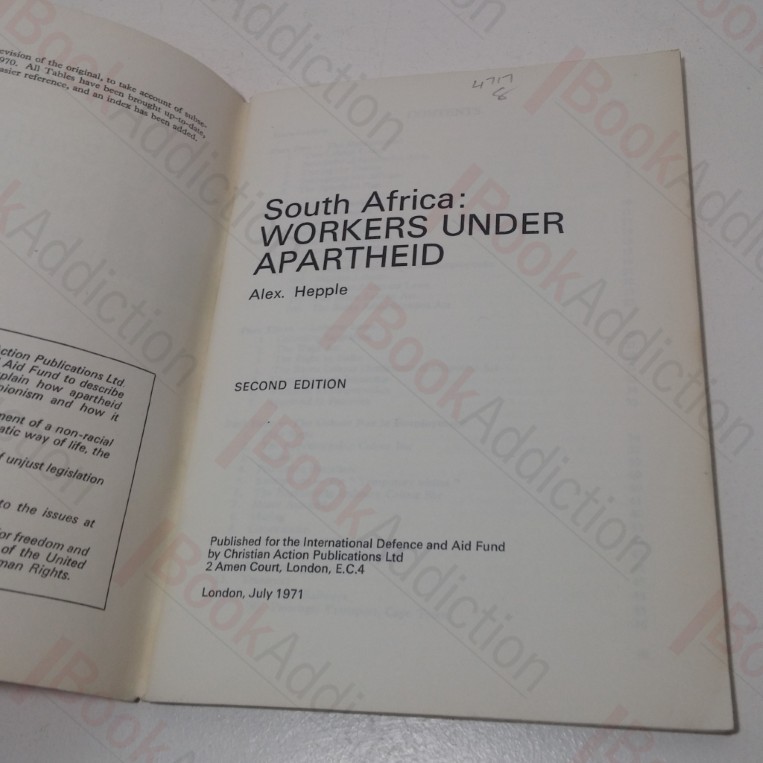 evision of the original, to take account of subse-
970. All Tables have been brought up-to-date,
asier reference, and an index has been added.
ction Publications Ltd.
l Aid Fund to describe
plain how apartheid
pionism and how it
ment of a non-racial
atic way of life, the
f unjust legislation
to the issues at
or freedom and
of the United
man Rights.
4717
South Africa:
WORKERS UNDER
APARTHEID
Alex. Hepple
SECOND EDITION
Published for the International Defence and Aid Fund
by Christian Action Publications Ltd
2 Amen Court, London, E.C.4
London, July 1971
BookAddiction